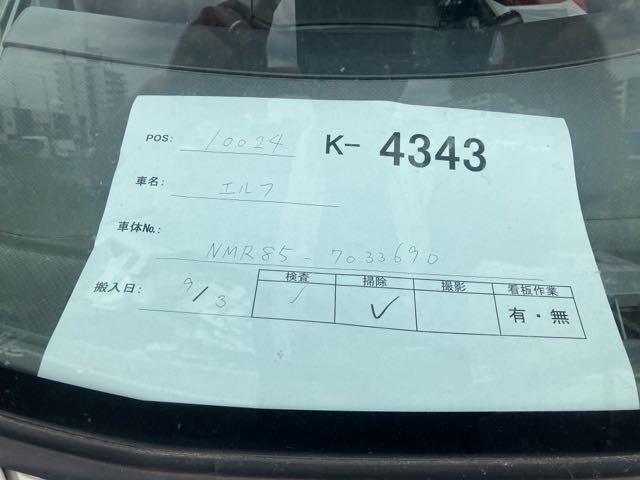 POS: 10024 K- 4343
車名: エルフ
車体No.: NMR85-7033690
搬入日: 9/3
検査 掃除 撮影 看板作業
✓ ✓ 有・無